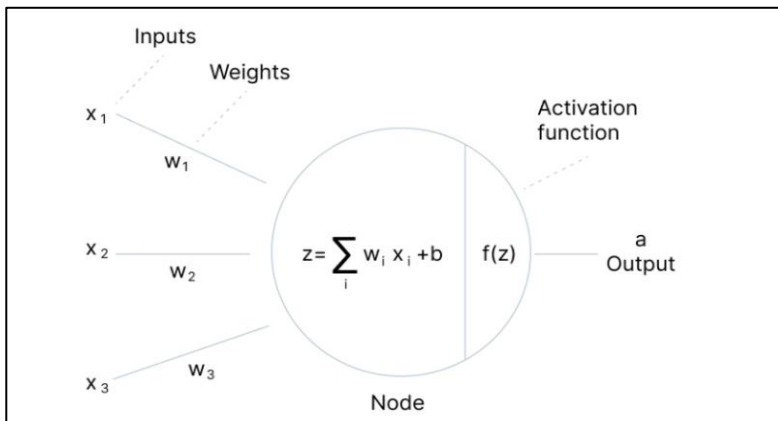 Inputs
Weights
Activation
function
x₁
w₁
x₂
w₂
z= ∑ᵢ wᵢ xᵢ +b
f(z)
a
Output
x₃
w₃
Node